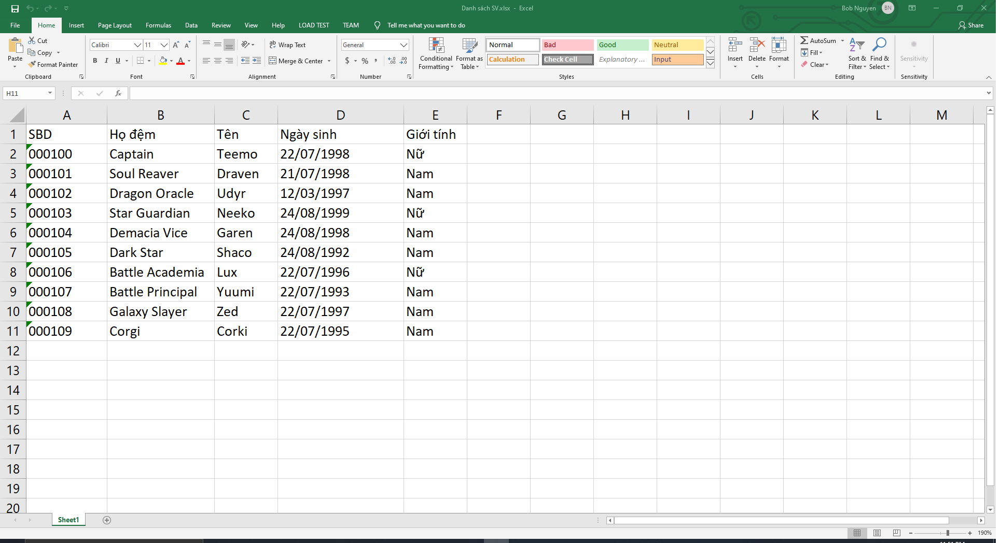 Danh sách SV.xlsx - Excel
Bob Nguyen BN
File Home Insert Page Layout Formulas Data Review View Help LOAD TEST TEAM Tell me what you want to do Share
Paste Cut Copy Format Painter
Clipboard
Calibri 11 A A
B I U A
Font
Wrap Text
Merge & Center
Alignment
General
$ % ,
Number
Conditional Formatting
Format as Table
Normal Bad Good Neutral
Calculation Check Cell Explanatory ... Input
Styles
Insert Delete Format
Cells
AutoSum
Fill
Clear
Sort & Filter
Find & Select
Editing
Sensitivity
Sensitivity
H11 fx
A B C D E F G H I J K L M
1 SBD Họ đệm Tên Ngày sinh Giới tính
2 000100 Captain Teemo 22/07/1998 Nữ
3 000101 Soul Reaver Draven 21/07/1998 Nam
4 000102 Dragon Oracle Udyr 12/03/1997 Nam
5 000103 Star Guardian Neeko 24/08/1999 Nữ
6 000104 Demacia Vice Garen 24/08/1998 Nam
7 000105 Dark Star Shaco 24/08/1992 Nam
8 000106 Battle Academia Lux 22/07/1996 Nữ
9 000107 Battle Principal Yuumi 22/07/1993 Nam
10 000108 Galaxy Slayer Zed 22/07/1997 Nam
11 000109 Corgi Corki 22/07/1995 Nam
12
13
14
15
16
17
18
19
20
Sheet1
190%